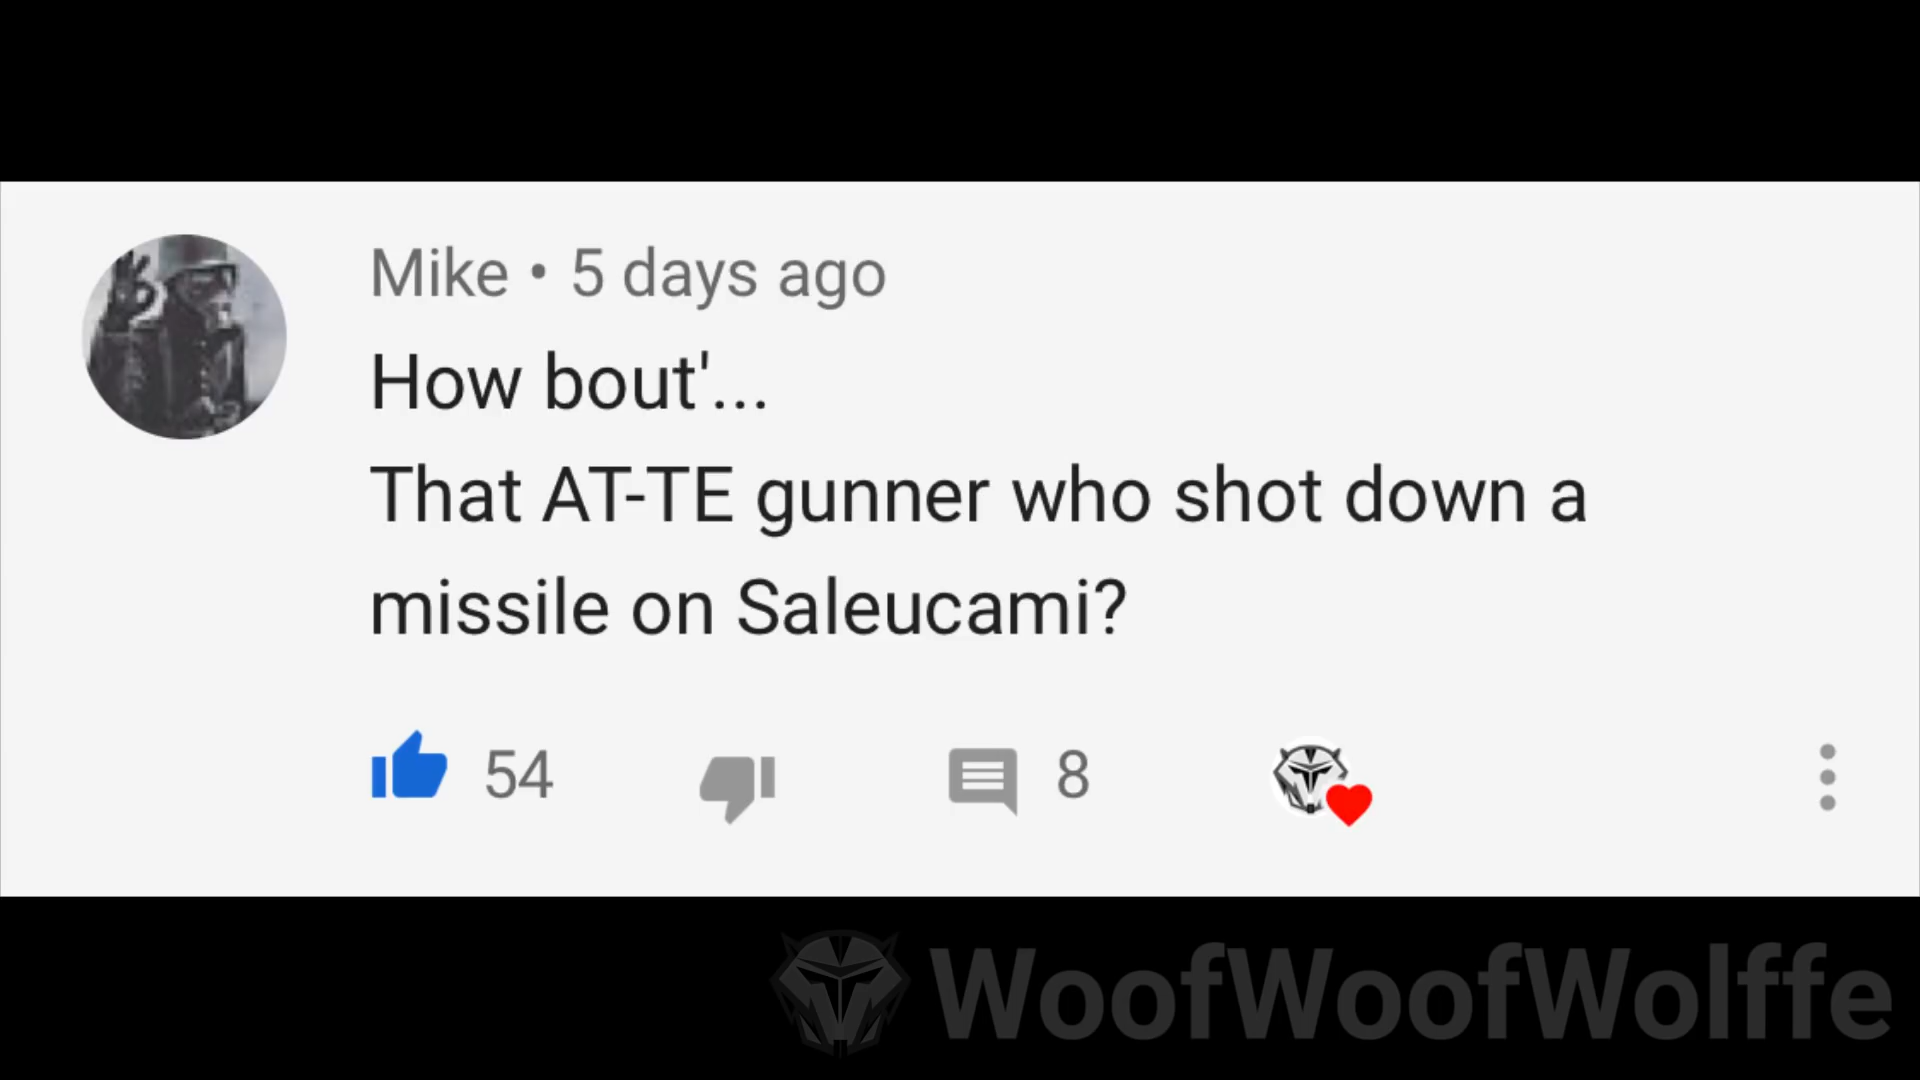 Mike • 5 days ago
How bout'...
That AT-TE gunner who shot down a
missile on Saleucami?
54
8
WoofWoofWolffe